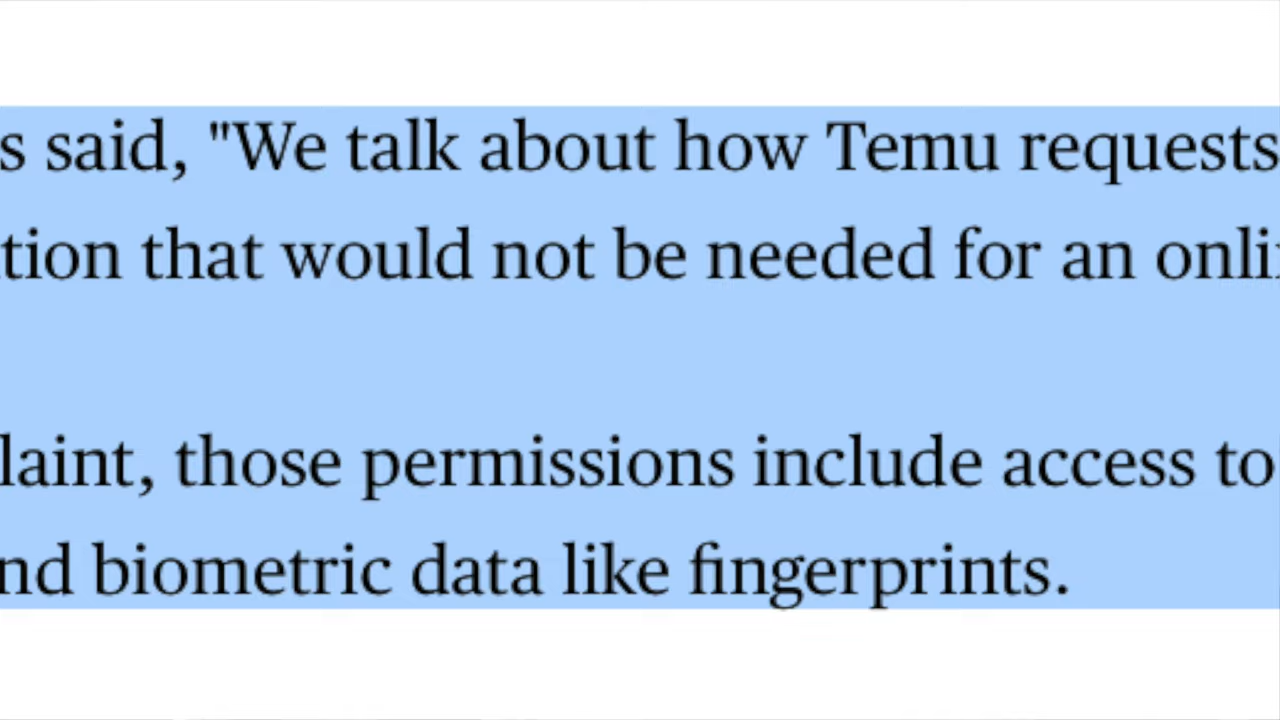 s said, "We talk about how Temu requests
tion that would not be needed for an onli
laint, those permissions include access to
nd biometric data like fingerprints.